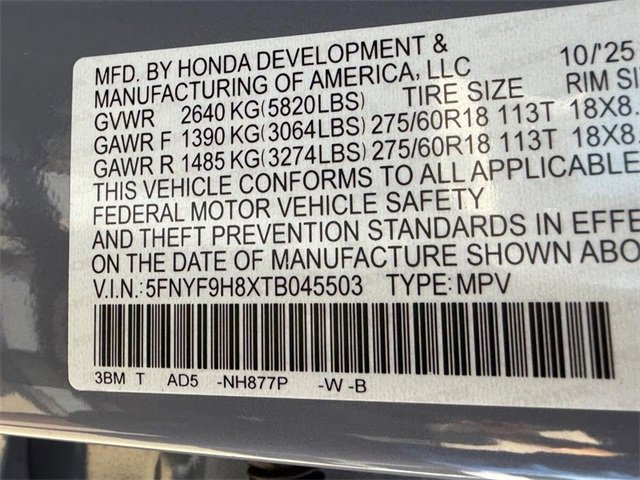 MFD. BY HONDA DEVELOPMENT & 10/'25
MANUFACTURING OF AMERICA, LLC
GVWR 2640 KG(5820LBS) TIRE SIZE RIM
GAWR F 1390 KG(3064LBS) 275/60R18 113T 18X8.
GAWR R 1485 KG(3274LBS) 275/60R18 113T 18X8.
THIS VEHICLE CONFORMS TO ALL APPLICABLE
FEDERAL MOTOR VEHICLE SAFETY
AND THEFT PREVENTION STANDARDS IN
ON THE DATE OF MANUFACTURE SHOWN
V.I.N.:5FNYF9H8XTB045503 TYPE:MPV
3BM T AD5 -NH877P -W -B